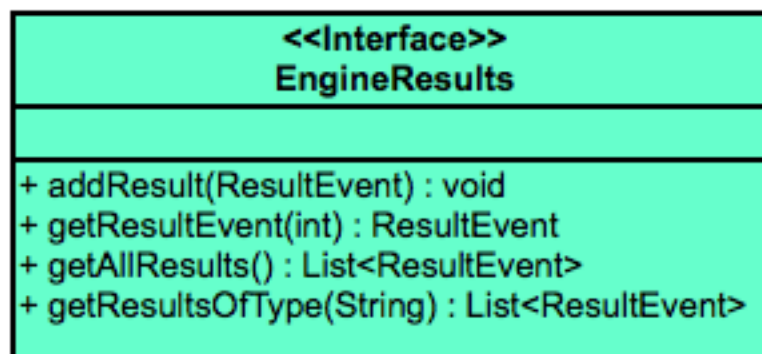 <<Interface>>
EngineResults
+ addResult(ResultEvent) : void
+ getResultEvent(int) : ResultEvent
+ getAllResults() : List<ResultEvent>
+ getResultsOfType(String) : List<ResultEvent>